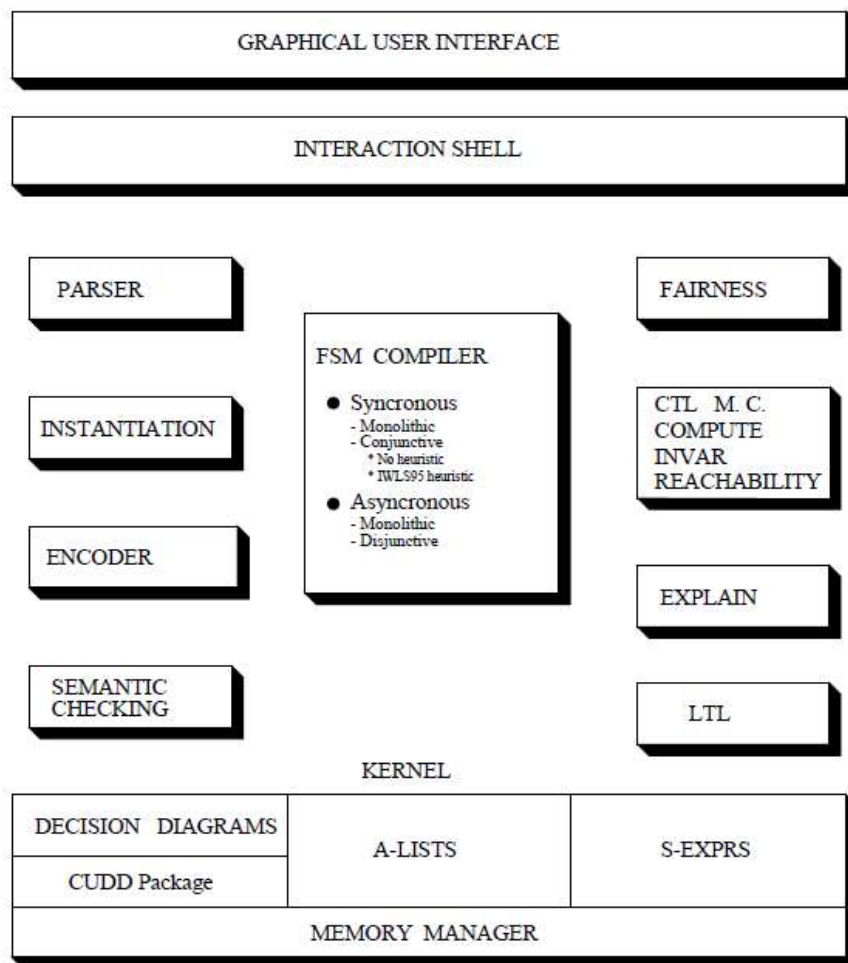 GRAPHICAL USER INTERFACE
INTERACTION SHELL
PARSER
INSTANTIATION
ENCODER
SEMANTIC
CHECKING
FSM COMPILER
● Syncronous
- Monolithic
- Conjunctive
* No heuristic
* IWLS95 heuristic
● Asyncronous
- Monolithic
- Disjunctive
FAIRNESS
CTL M. C.
COMPUTE
INVAR
REACHABILITY
EXPLAIN
LTL
KERNEL
DECISION DIAGRAMS
CUDD Package
A-LISTS
S-EXPRS
MEMORY MANAGER